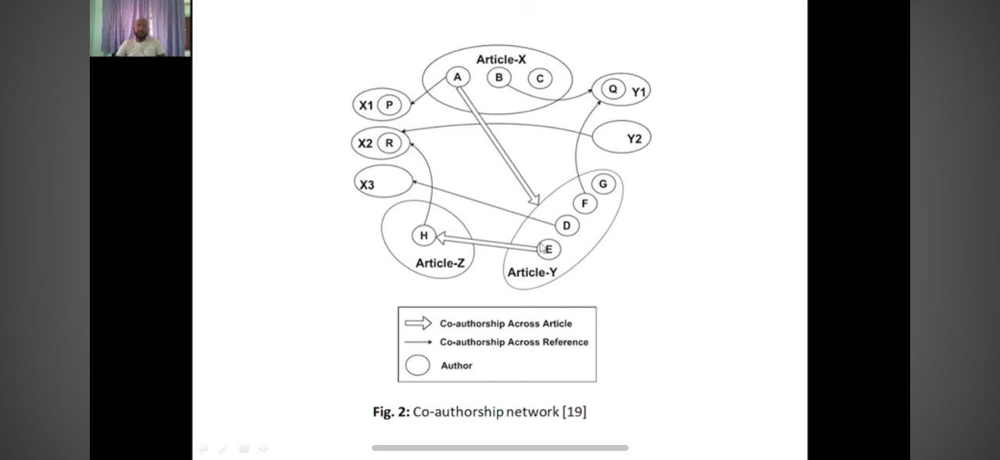 Article-X
A
B
C
Q Y1
X1 P
X2 R
Y2
X3
G
F
D
H
E
Article-Z
Article-Y
Co-authorship Across Article
Co-authorship Across Reference
Author
Fig. 2: Co-authorship network [19]